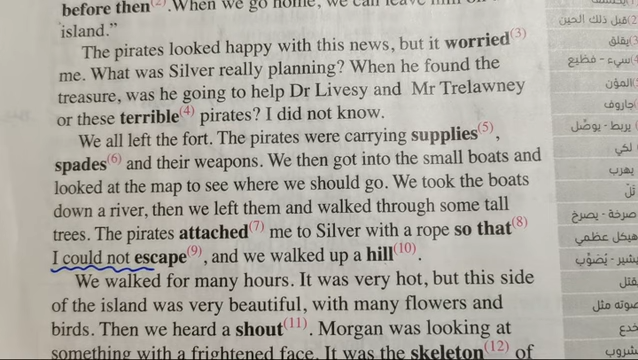 before then(2). When we go home, we can leave him on
island."
The pirates looked happy with this news, but it worried(3)
me. What was Silver really planning? When he found the
treasure, was he going to help Dr Livesy and Mr Trelawney
or these terrible(4) pirates? I did not know.
We all left the fort. The pirates were carrying supplies(5),
spades(6) and their weapons. We then got into the small boats and
looked at the map to see where we should go. We took the boats
down a river, then we left them and walked through some tall
trees. The pirates attached(7) me to Silver with a rope so that(8)
I could not escape(9), and we walked up a hill(10).
We walked for many hours. It was very hot, but this side
of the island was very beautiful, with many flowers and
birds. Then we heard a shout(11). Morgan was looking at
something with a frightened face. It was the skeleton(12) of
قبل ذلك الحين
يقلق
سيء - فظيع
المؤن
جاروف
يربط - يوصل
لكي
يهرب
تل
صرخة - يصرخ
هيكل عظمي
يشير - يصوب
صوته مثل